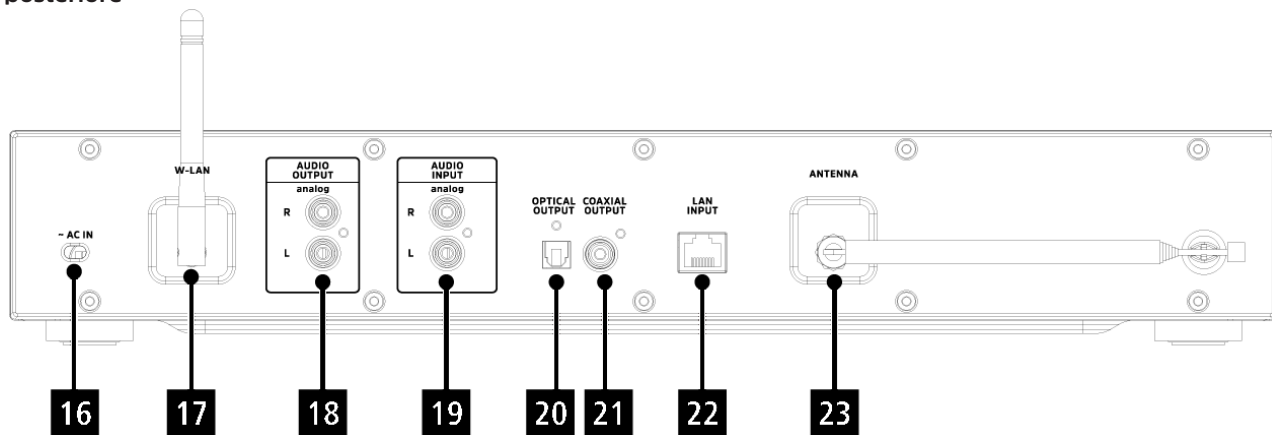 posteriore
W-LAN
AUDIO
OUTPUT
analog
R
L
AUDIO
INPUT
analog
R
L
OPTICAL
OUTPUT
COAXIAL
OUTPUT
LAN
INPUT
ANTENNA
~ AC IN
16
17
18
19
20
21
22
23